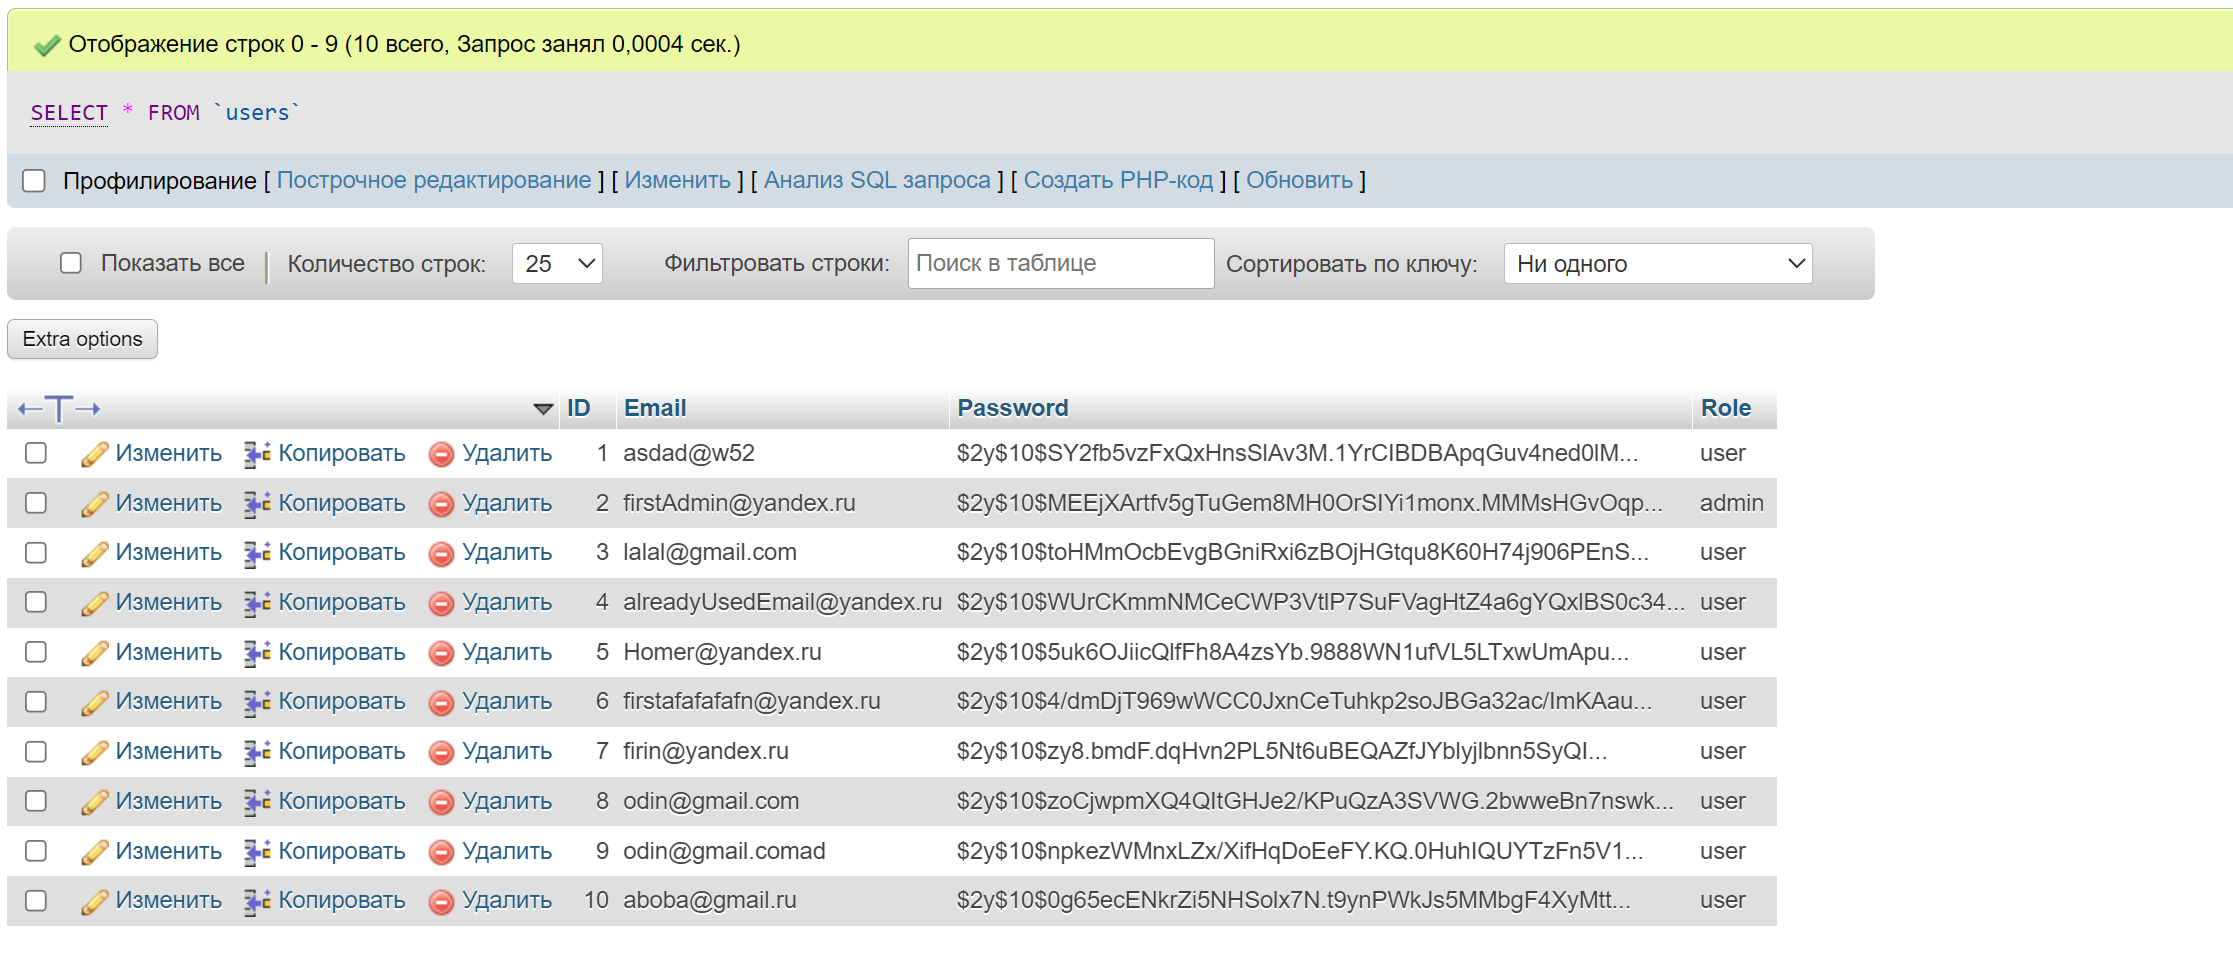 Отображение строк 0 - 9 (10 всего, Запрос занял 0,0004 сек.)
SELECT * FROM `users`
Профилирование [ Построчное редактирование ] [ Изменить ] [ Анализ SQL запроса ] [ Создать PHP-код ] [ Обновить ]
Показать все | Количество строк: 25 Фильтровать строки: Поиск в таблице Сортировать по ключу: Ни одного
Extra options
←T→ ID Email Password Role
Изменить Копировать Удалить 1 asdad@w52 $2y$10$SY2fb5vzFxQxHnsSlAv3M.1YrCIBDBApqGuv4ned0lM... user
Изменить Копировать Удалить 2 firstAdmin@yandex.ru $2y$10$MEEjXArtfv5gTuGem8MH0OrSIYi1monx.MMMsHGvOqp... admin
Изменить Копировать Удалить 3 lalal@gmail.com $2y$10$toHMmOcbEvgBGniRxi6zBOjHGtqu8K60H74j906PEnS... user
Изменить Копировать Удалить 4 alreadyUsedEmail@yandex.ru $2y$10$WUrCKmmNMCeCWP3VtlP7SuFVagHtZ4a6gYQxlBS0c34... user
Изменить Копировать Удалить 5 Homer@yandex.ru $2y$10$5uk6OJiicQlfFh8A4zsYb.9888WN1ufVL5LTxwUmApu... user
Изменить Копировать Удалить 6 firstafafafafn@yandex.ru $2y$10$4/dmDjT969wWCC0JxnCeTuhkp2soJBGa32ac/ImKAau... user
Изменить Копировать Удалить 7 firin@yandex.ru $2y$10$zy8.bmdF.dqHvn2PL5Nt6uBEQAZfJYblyjlbnn5SyQI... user
Изменить Копировать Удалить 8 odin@gmail.com $2y$10$zoCjwpmXQ4QItGHJe2/KPuQzA3SVWG.2bwweBn7nswk... user
Изменить Копировать Удалить 9 odin@gmail.comad $2y$10$npkezWMnxLZx/XifHqDoEeFY.KQ.0HuhIQUYTzFn5V1... user
Изменить Копировать Удалить 10 aboba@gmail.ru $2y$10$0g65ecENkrZi5NHSolx7N.t9ynPWkJs5MMbgF4XyMtt... user